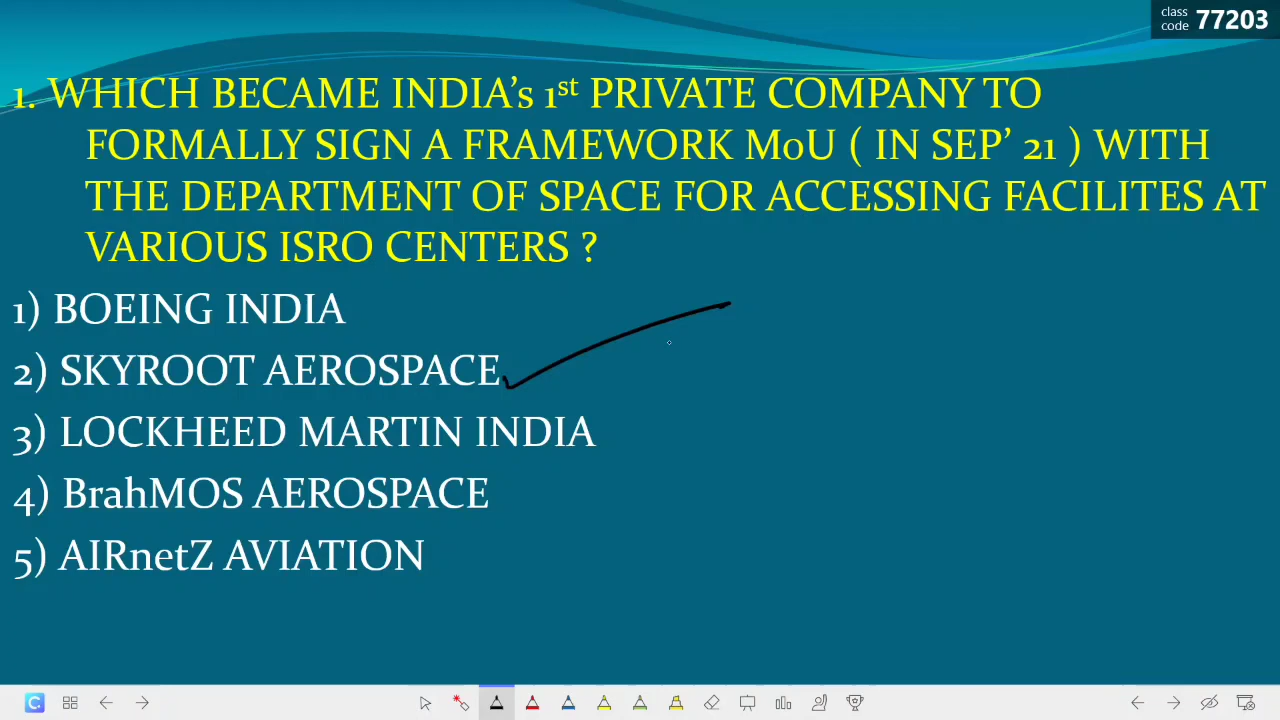 class
code 77203
1. WHICH BECAME INDIA's 1st PRIVATE COMPANY TO
FORMALLY SIGN A FRAMEWORK MoU ( IN SEP' 21 ) WITH
THE DEPARTMENT OF SPACE FOR ACCESSING FACILITES AT
VARIOUS ISRO CENTERS ?
1) BOEING INDIA
2) SKYROOT AEROSPACE
3) LOCKHEED MARTIN INDIA
4) BrahMOS AEROSPACE
5) AIRnetZ AVIATION